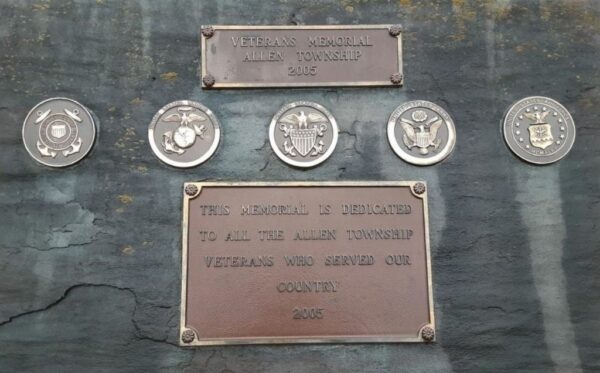 VETERANS MEMORIAL
ALLEN TOWNSHIP
2005
THIS MEMORIAL IS DEDICATED
TO ALL THE ALLEN TOWNSHIP
VETERANS WHO SERVED OUR
COUNTRY
2005